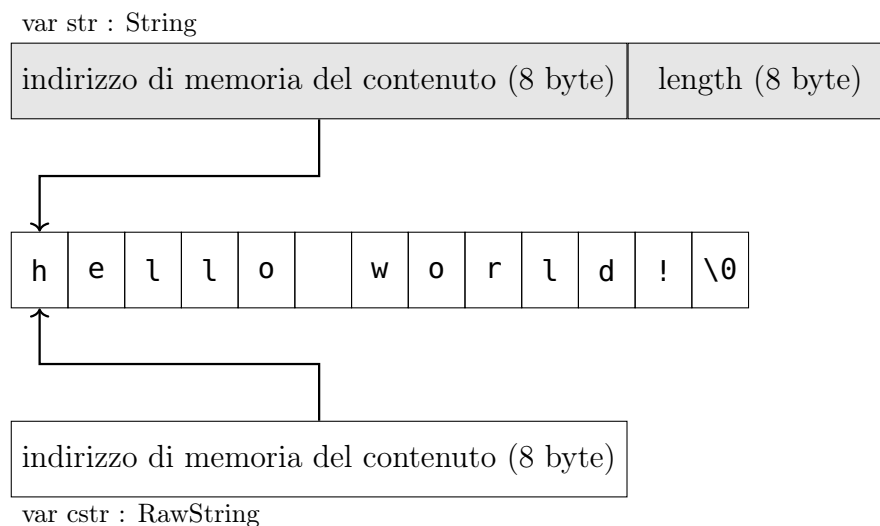 var str : String
indirizzo di memoria del contenuto (8 byte) length (8 byte)
h e l l o w o r l d ! \0
indirizzo di memoria del contenuto (8 byte)
var cstr : RawString